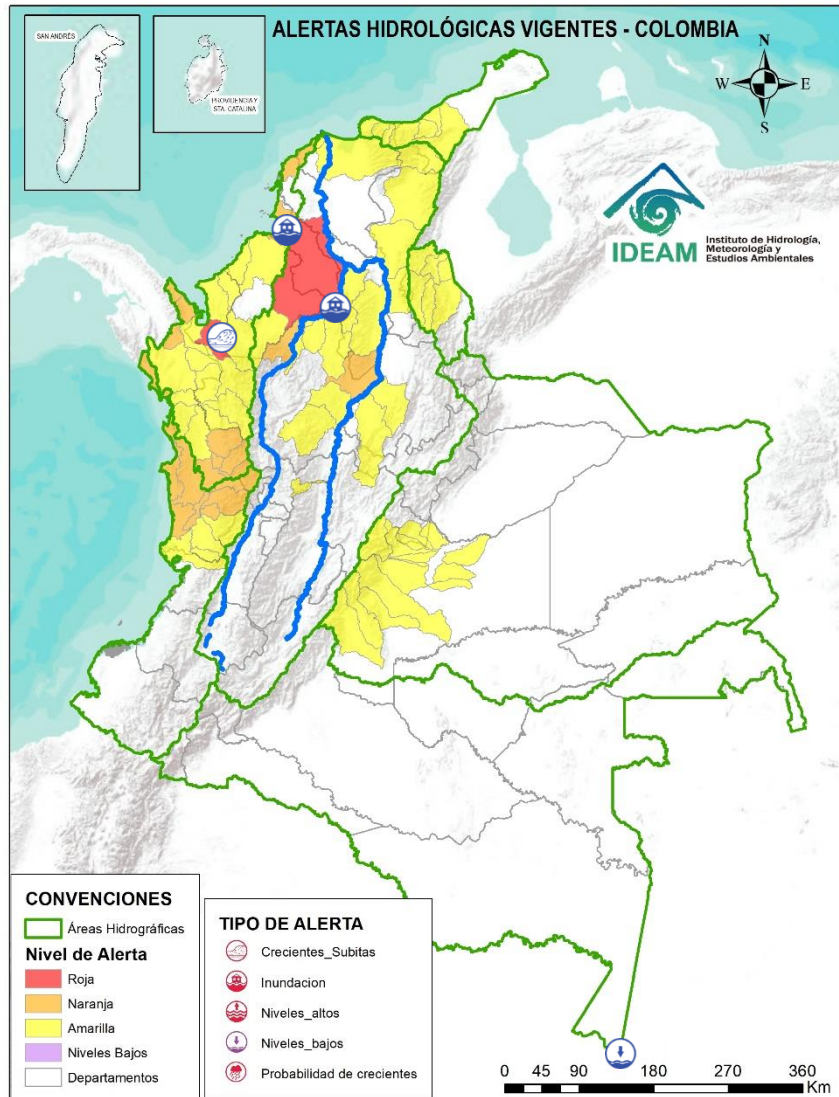 ALERTAS HIDROLÓGICAS VIGENTES - COLOMBIA
SAN ANDRÉS
PROVIDENCIA Y
STA. CATALINA
N
W
E
S
IDEAM
Instituto de Hidrología,
Meteorología y
Estudios Ambientales
CONVENCIONES
Áreas Hidrográficas
Nivel de Alerta
Roja
Naranja
Amarilla
Niveles Bajos
Departamentos
TIPO DE ALERTA
Crecientes_Subitas
Inundacion
Niveles_altos
Niveles_bajos
Probabilidad de crecientes
0 45 90 180 270 360
Km